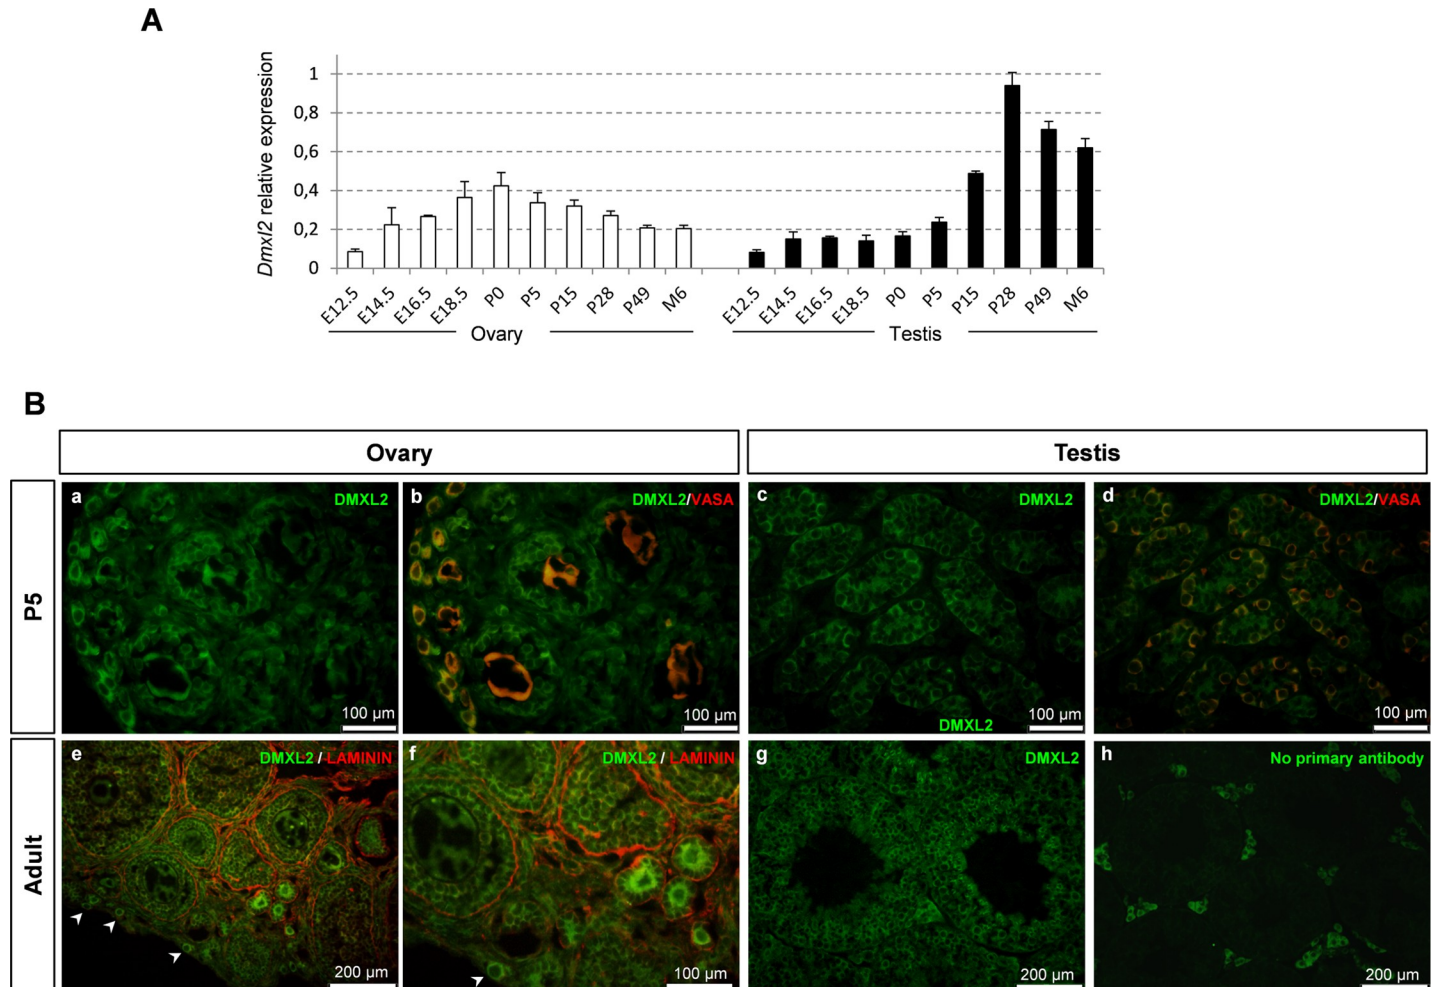 A
Dmxl2 relative expression
1
0,8
0,6
0,4
0,2
0
E12.5 E14.5 E16.5 E18.5 P0 P5 P15 P28 P49 M6 E12.5 E14.5 E16.5 E18.5 P0 P5 P15 P28 P49 M6
Ovary Testis
B
Ovary Testis
P5
a DMXL2
100 µm
b DMXL2/VASA
100 µm
c DMXL2
DMXL2
100 µm
d DMXL2/VASA
100 µm
Adult
e DMXL2 / LAMININ
200 µm
f DMXL2 / LAMININ
100 µm
g DMXL2
200 µm
h No primary antibody
200 µm